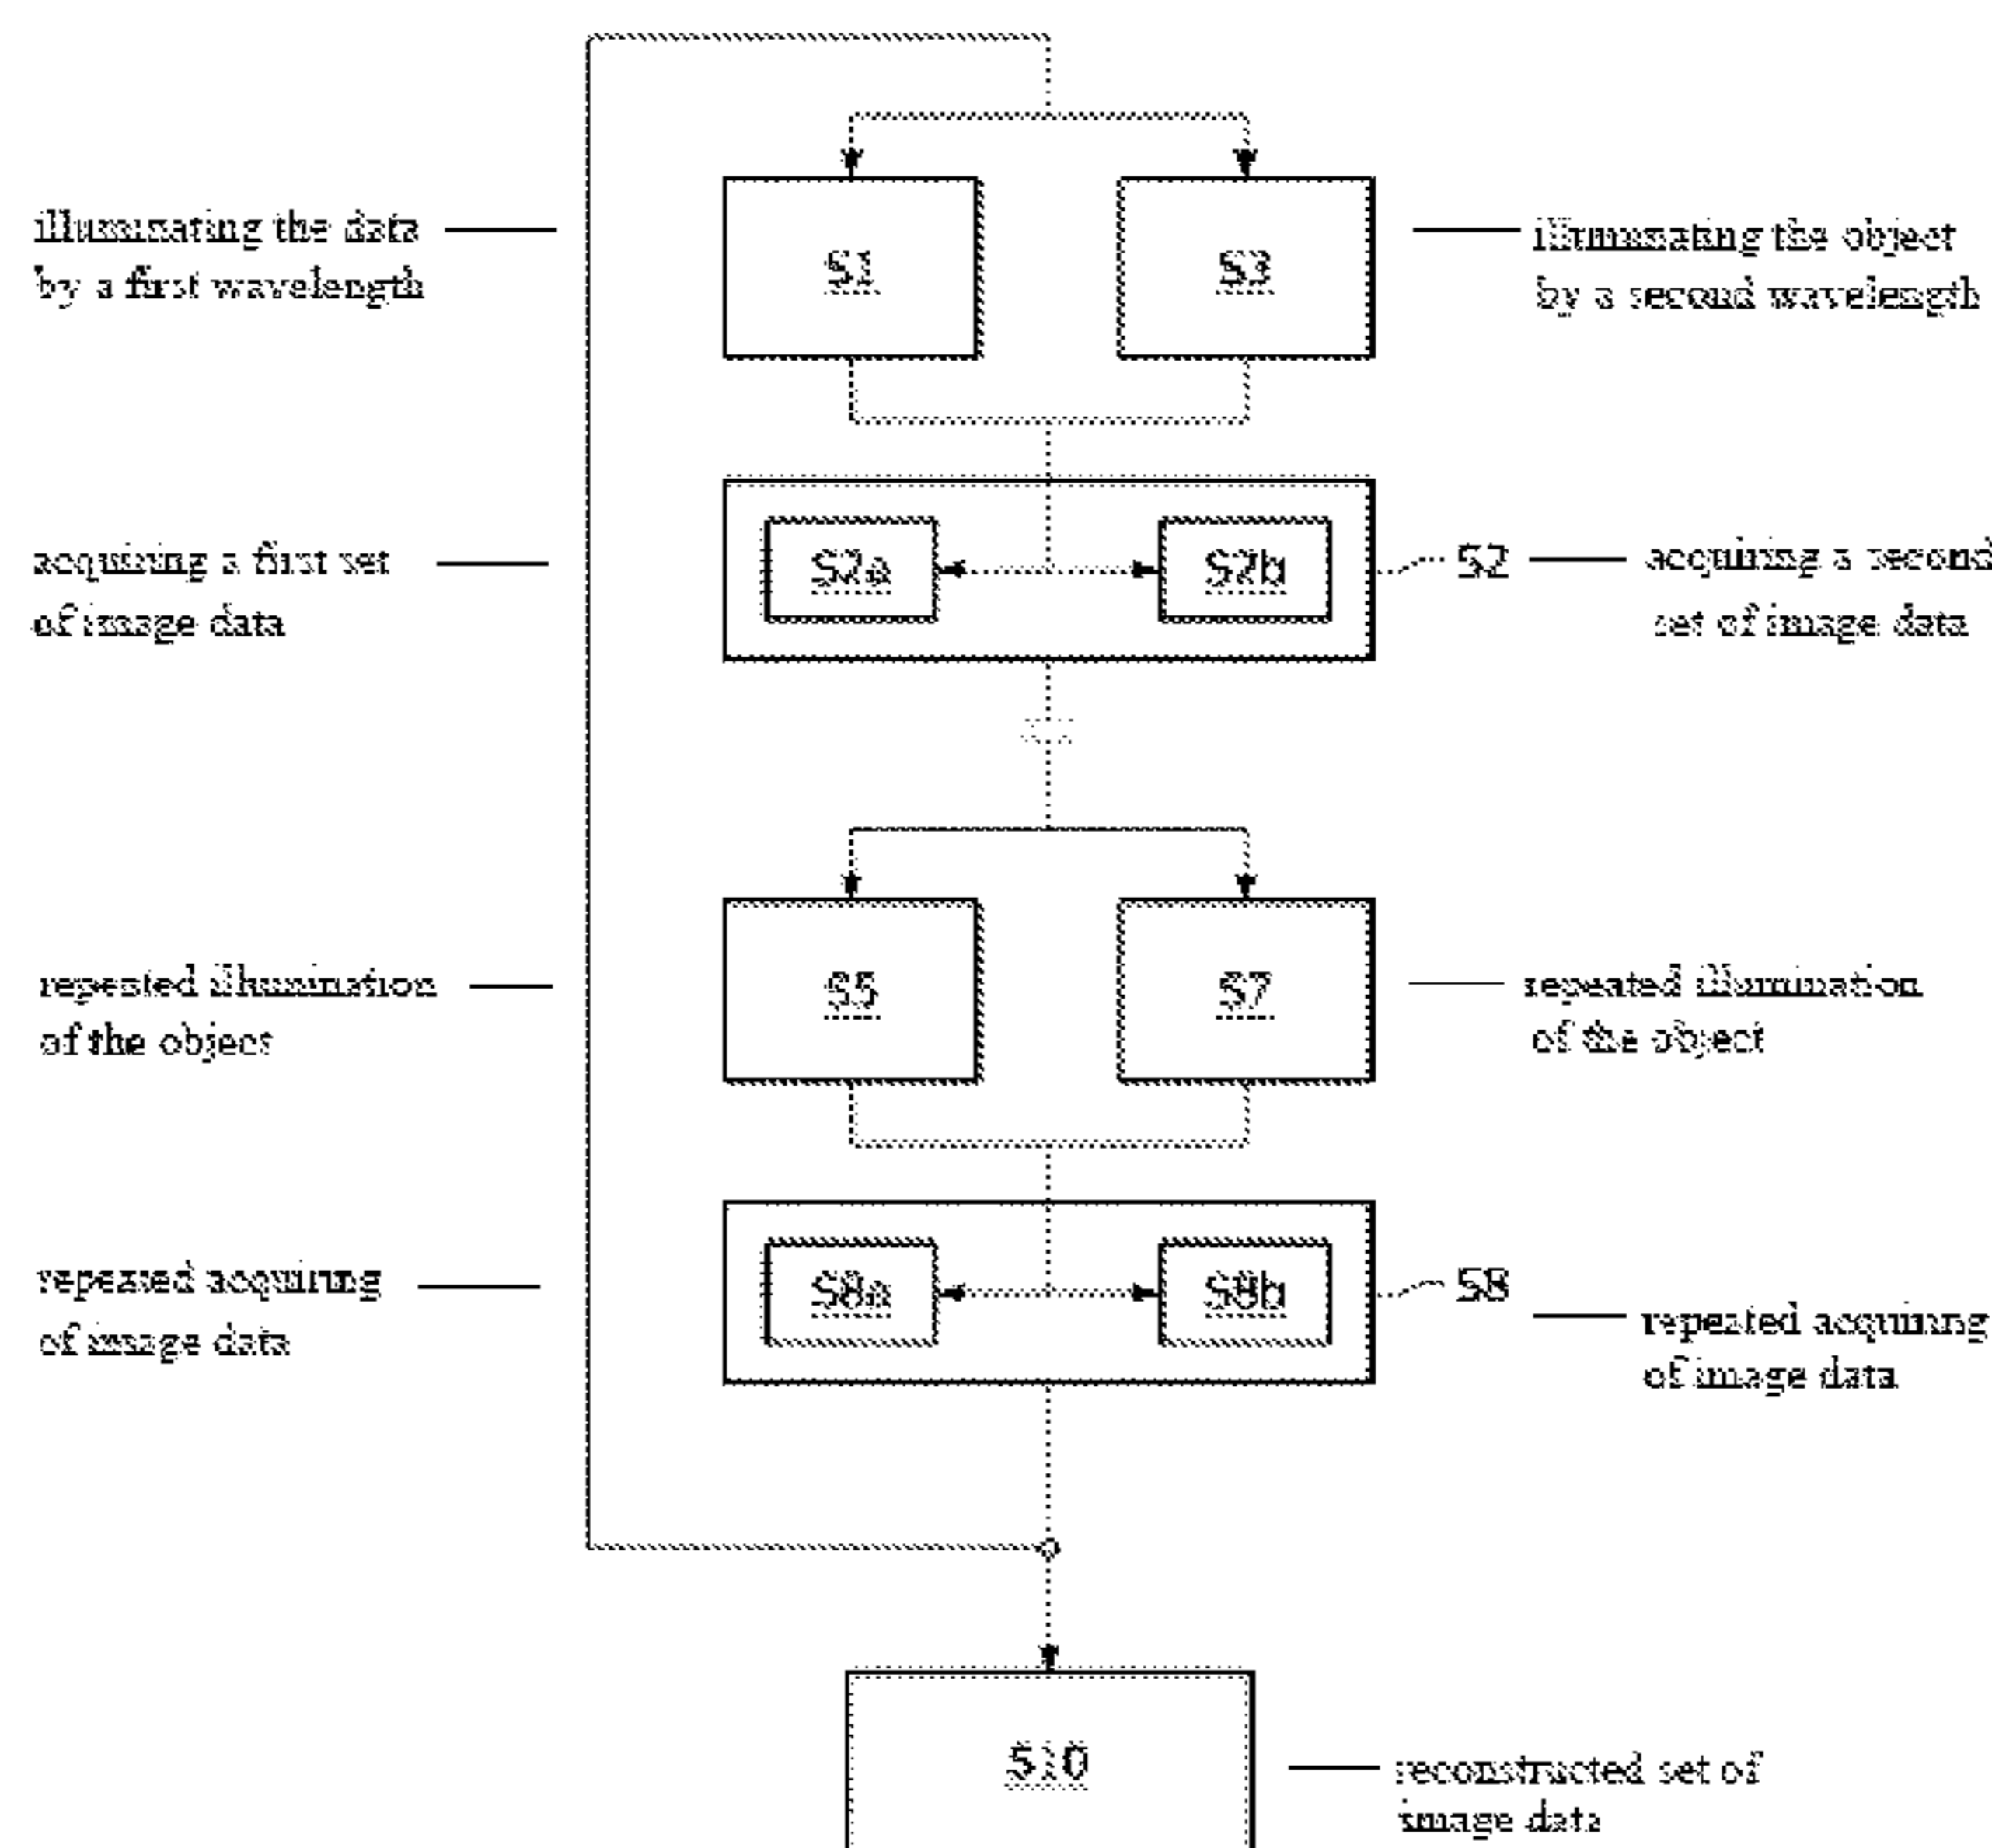 illuminating the data
by a first wavelength
S1
S3
illuminating the object
by a second wavelength
acquiring a first set
of image data
S2a
S2b
S2
acquiring a second
set of image data
repeated illumination
of the object
S5
S7
repeated illumination
of the object
repeated acquiring
of image data
S8a
S8b
S8
repeated acquiring
of image data
S10
reconstructed set of
image data